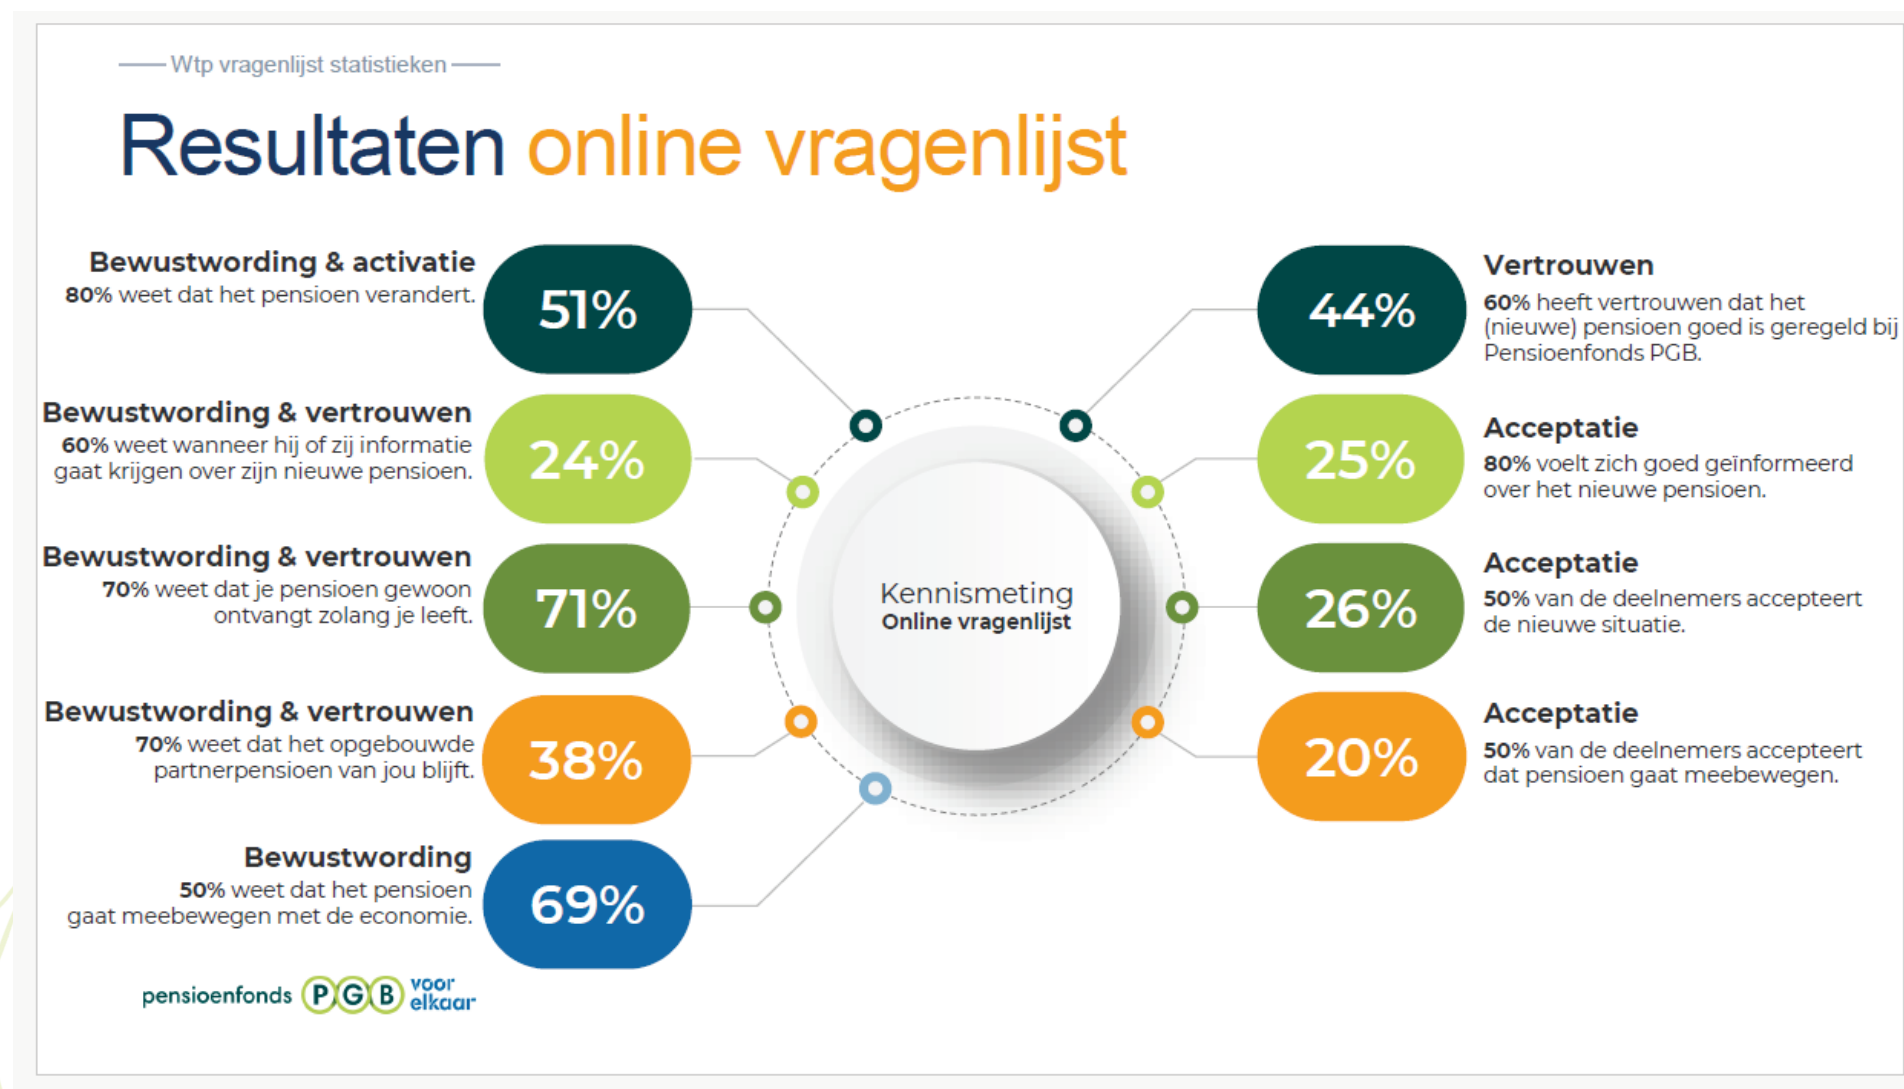 Wtp vragenlijst statistieken
Resultaten online vragenlijst
Bewustwording & activatie
80% weet dat het pensioen verandert.
51%
Bewustwording & vertrouwen
60% weet wanneer hij of zij informatie
gaat krijgen over zijn nieuwe pensioen.
24%
Bewustwording & vertrouwen
70% weet dat je pensioen gewoon
ontvangt zolang je leeft.
71%
Bewustwording & vertrouwen
70% weet dat het opgebouwde
partnerpensioen van jou blijft.
38%
Bewustwording
50% weet dat het pensioen
gaat meebewegen met de economie.
69%
Kennismeting
Online vragenlijst
44%
Vertrouwen
60% heeft vertrouwen dat het
(nieuwe) pensioen goed is geregeld bij
Pensioenfonds PGB.
25%
Acceptatie
80% voelt zich goed geïnformeerd
over het nieuwe pensioen.
26%
Acceptatie
50% van de deelnemers accepteert
de nieuwe situatie.
20%
Acceptatie
50% van de deelnemers accepteert
dat pensioen gaat meebewegen.
pensioenfonds PGB voor
elkaar